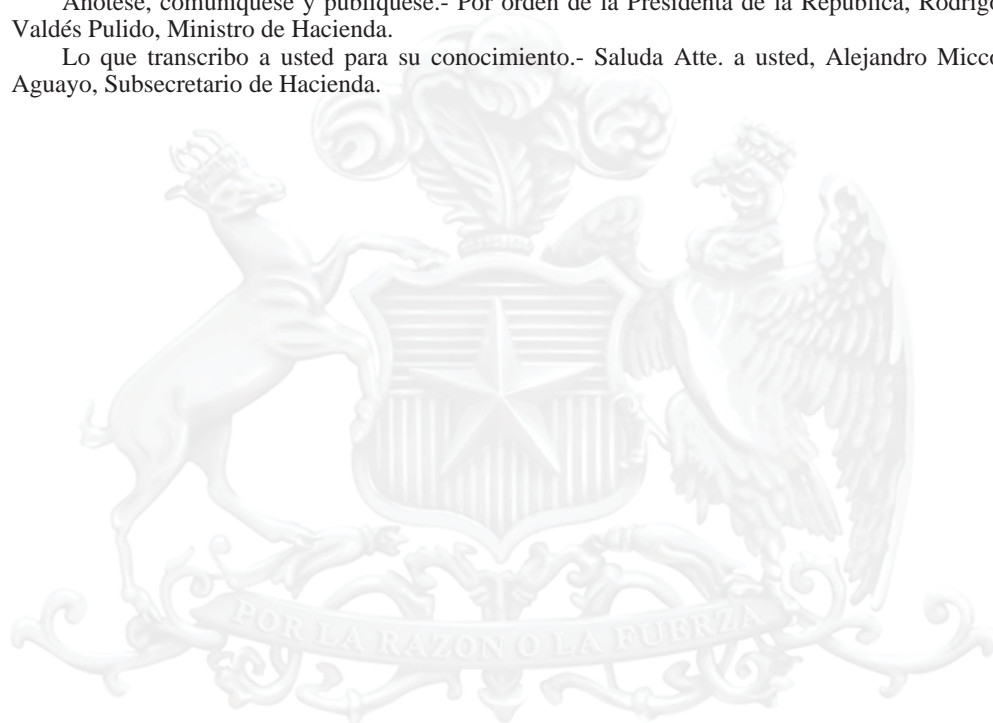 Anótese, comuníquese y publíquese.- Por orden de la Presidenta de la República, Rodrigo
Valdés Pulido, Ministro de Hacienda.
Lo que transcribo a usted para su conocimiento.- Saluda Atte. a usted, Alejandro Micco
Aguayo, Subsecretario de Hacienda.
POR LA RAZON O LA FUERZA